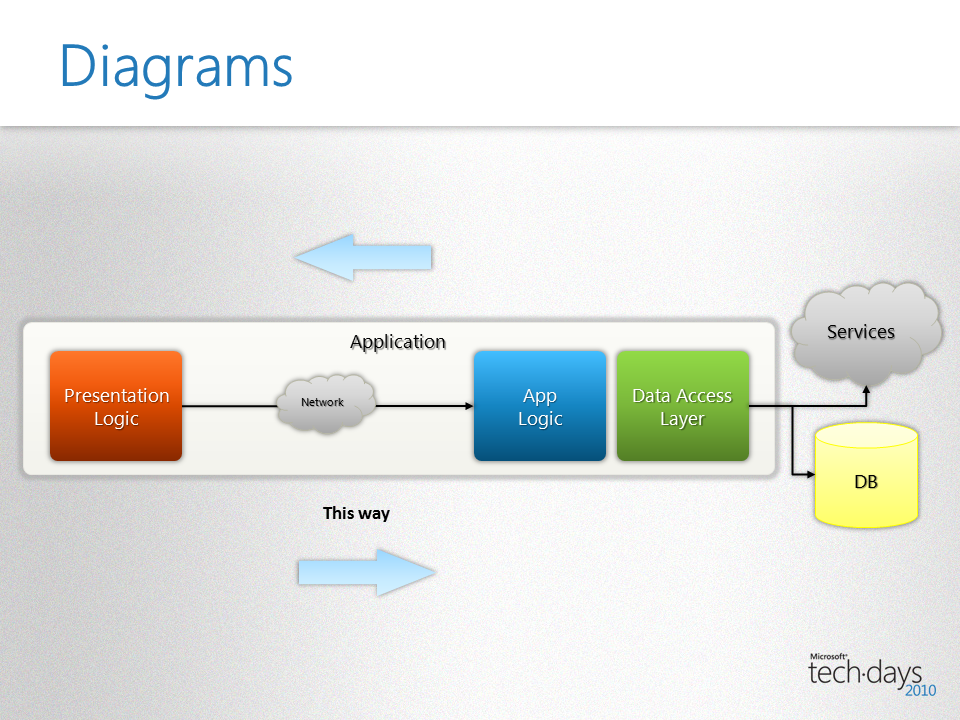 Diagrams
Application
Services
Presentation
Logic
Network
App
Logic
Data Access
Layer
DB
This way
Microsoft®
tech·days
2010